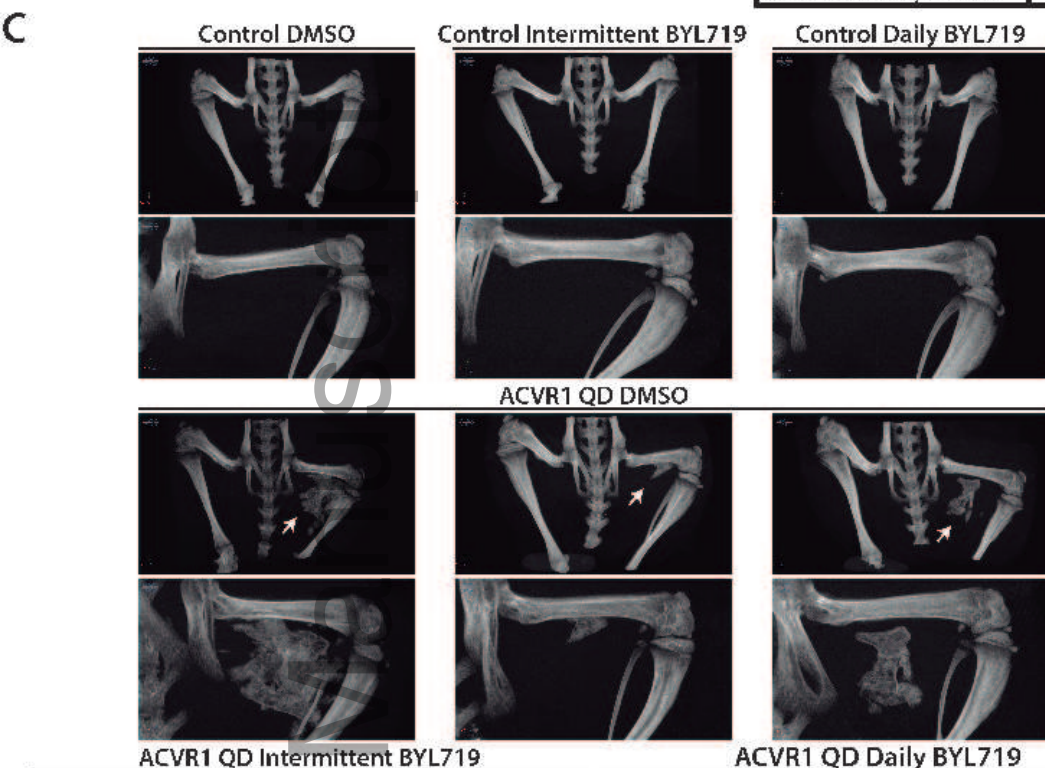 C
Control DMSO
Control Intermittent BYL719
Control Daily BYL719
ACVR1 QD DMSO
ACVR1 QD Intermittent BYL719
ACVR1 QD Daily BYL719